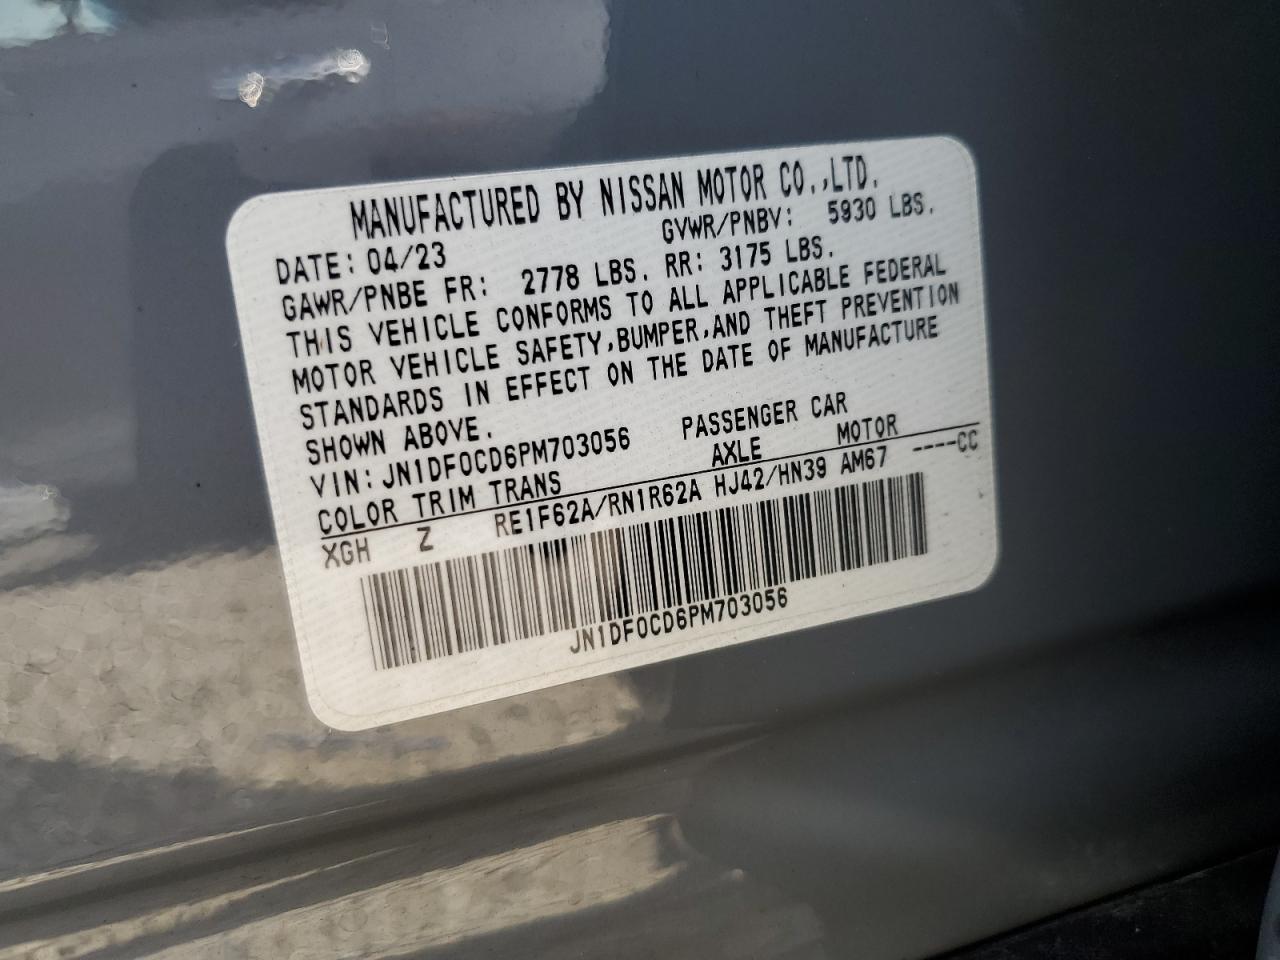 MANUFACTURED BY NISSAN MOTOR CO.,LTD.
DATE: 04/23 GVWR/PNBV: 5930 LBS.
GAWR/PNBE FR: 2778 LBS. RR: 3175 LBS.
THIS VEHICLE CONFORMS TO ALL APPLICABLE FEDERAL
MOTOR VEHICLE SAFETY,BUMPER,AND THEFT PREVENTION
STANDARDS IN EFFECT ON THE DATE OF MANUFACTURE
SHOWN ABOVE.
VIN: JN1DF0CD6PM703056 PASSENGER CAR
COLOR TRIM TRANS AXLE MOTOR
XGH Z RE1F62A/RN1R62A HJ42/HN39 AM67 ----CC
JN1DF0CD6PM703056